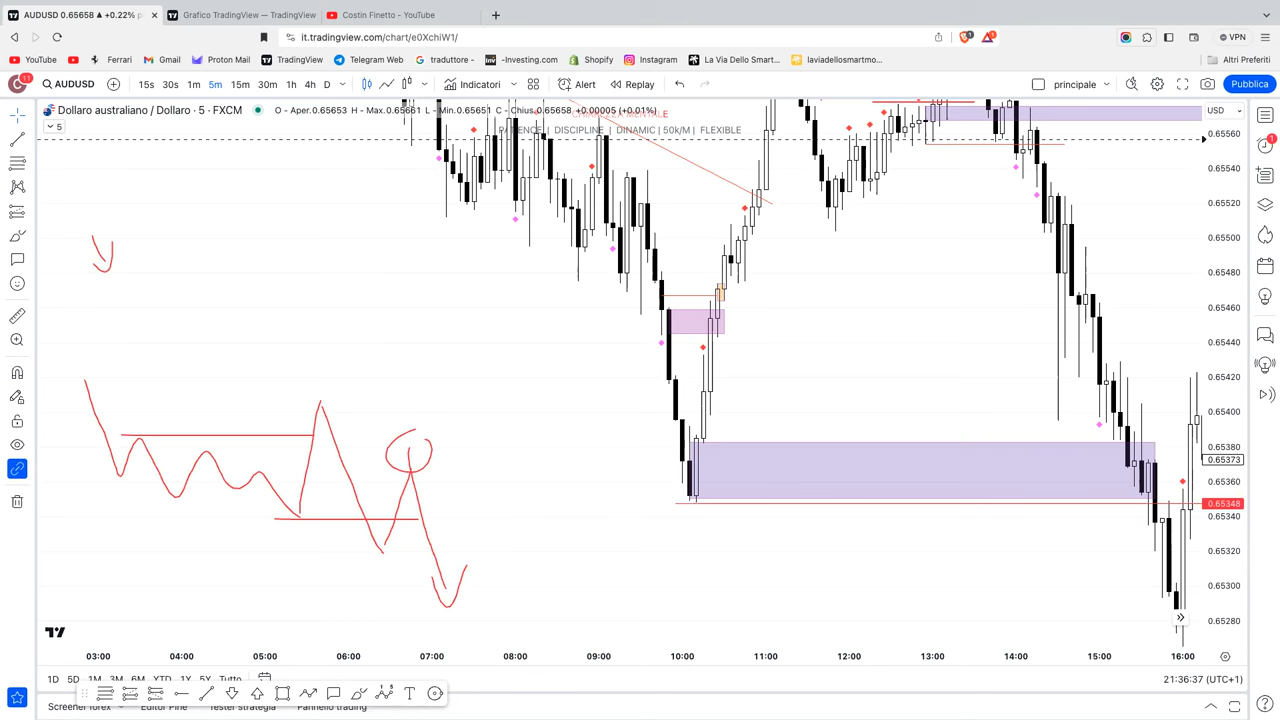 AUDUSD 0.65658 ▲ +0.22% p
Grafico TradingView — TradingView
Costin Finetto - YouTube
it.tradingview.com/chart/e0XchiW1/
1
1
VPN
YouTube
Ferrari
Gmail
Proton Mail
TradingView
Telegram Web
traduttore -
-Investing.com
Shopify
Instagram
La Via Dello Smart...
laviadellosmartmo...
Altri Preferiti
C
11
AUDUSD
15s
30s
1m
5m
15m
30m
1h
4h
D
Indicatori
Alert
Replay
principale
Pubblica
Dollaro australiano / Dollaro · 5 · FXCM
O - Aper.0.65653 H - Max.0.65661 L - Min.0.65651 C - Chius.0.65658 +0.00005 (+0.01%)
5
PATIENCE | DISCIPLINE | DINAMIC | 50k/M | FLEXIBLE
USD
0.65560
0.65540
0.65520
0.65500
0.65480
0.65460
0.65440
0.65420
0.65400
0.65380
0.65373
0.65360
0.65348
0.65340
0.65320
0.65300
0.65280
1
03:00
04:00
05:00
06:00
07:00
08:00
09:00
10:00
11:00
12:00
13:00
14:00
15:00
16:00
1D
5D
1M
3M
6M
YTD
1A
5A
Tutto
21:36:37 (UTC+1)
Screener forex
Editor Pine
Tester strategia
Pannello trading